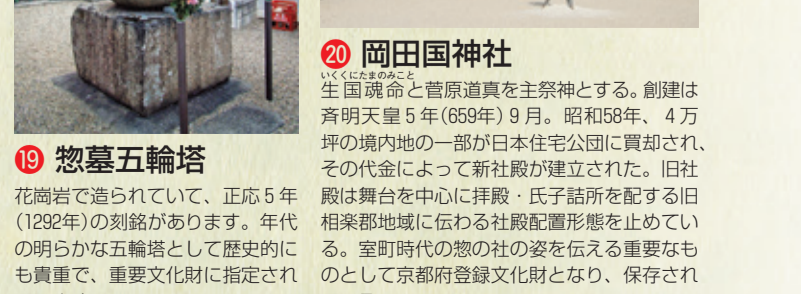 ⑲ 惣墓五輪塔
花崗岩で造られていて、正応5年
(1292年)の刻銘があります。年代
の明らかな五輪塔として歴史的に
も貴重で、重要文化財に指定され
⑳ 岡田国神社
いくくにたまのみこと
生国魂命と菅原道真を主祭神とする。創建は
斉明天皇5年(659年)9月。昭和58年、4万
坪の境内地の一部が日本住宅公団に買却され、
その代金によって新社殿が建立された。旧社
殿は舞台を中心に拝殿・氏子詰所を配する旧
相楽郡地域に伝わる社殿配置形態を止めてい
る。室町時代の惣の社の姿を伝える重要なも
のとして京都府登録文化財となり、保存され